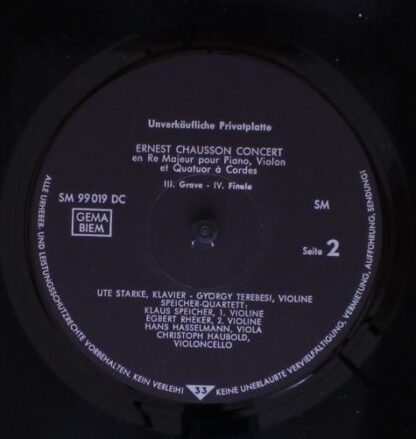 Unverkäufliche Privatplatte
ERNEST CHAUSSON CONCERT
en Re Majeur pour Piano, Violon
et Quatuor à Cordes
III. Grave - IV. Finale
SM 99019 DC
SM
GEMA
BIEM
Seite 2
UTE STARKE, KLAVIER - GYÖRGY TEREBESI, VIOLINE
SPEICHER-QUARTETT:
KLAUS SPEICHER, 1. VIOLINE
EGBERT RHEKER, 2. VIOLINE
HANS HASSELMANN, VIOLA
CHRISTOPH HAUBOLD,
VIOLONCELLO
ALLE URHEBER- UND LEISTUNGSSCHUTZRECHTE VORBEHALTEN. KEIN VERLEIH!
33
KEINE UNERLAUBTE VERVIELFÄLTIGUNG, VERMIETUNG, AUFFÜHRUNG, SENDUNG!